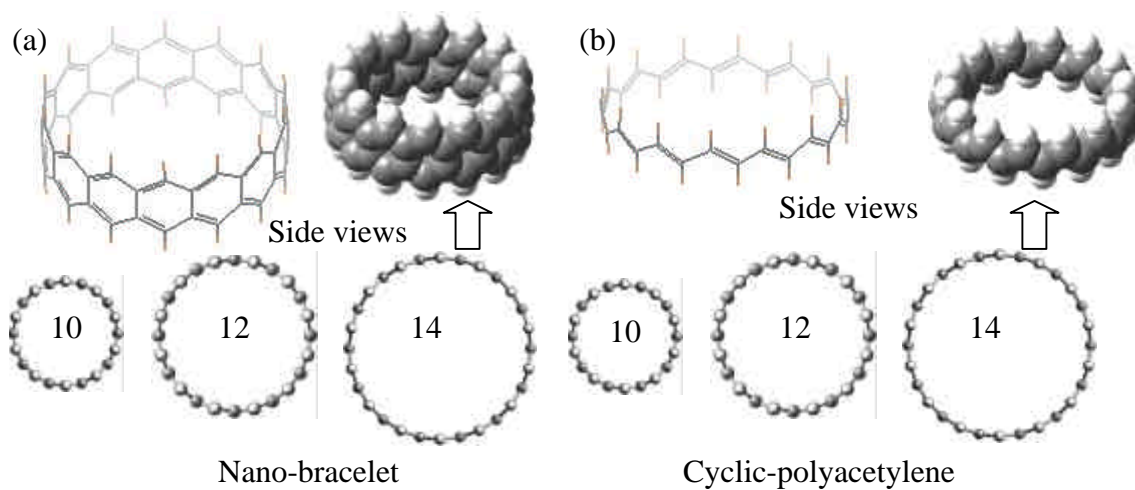 (a)
Side views
10
12
14
Nano-bracelet
(b)
Side views
10
12
14
Cyclic-polyacetylene